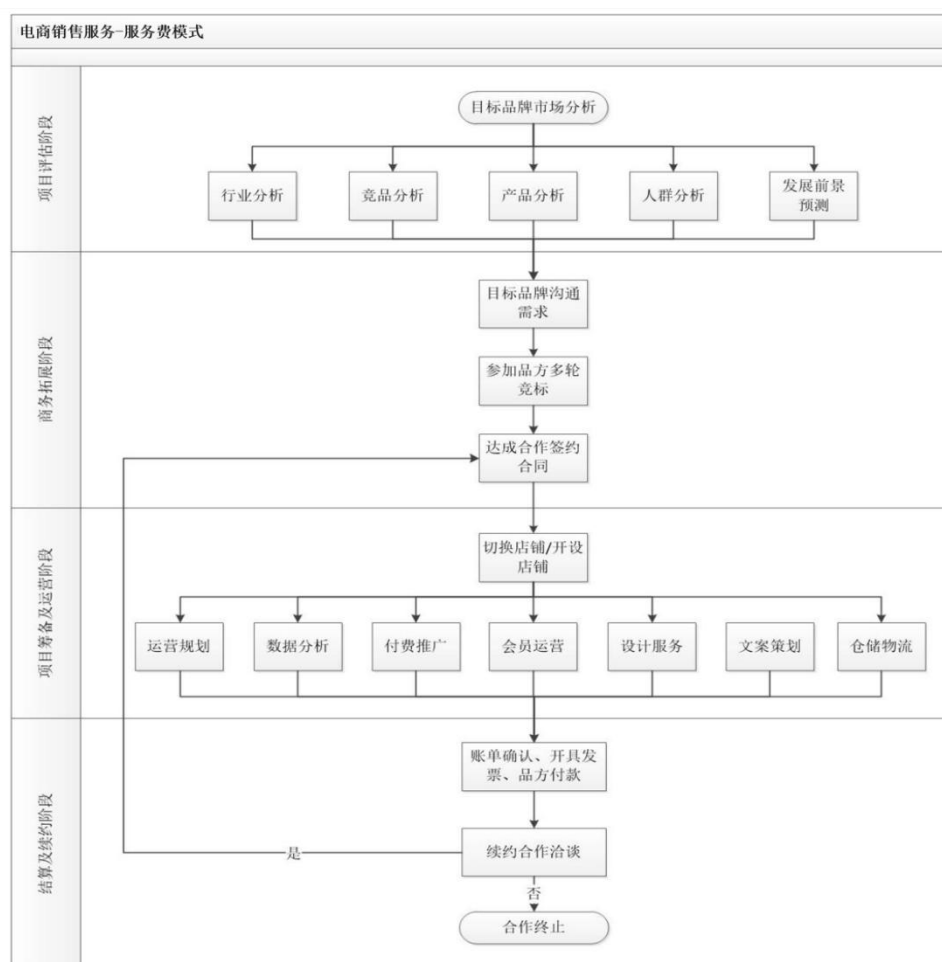 电商销售服务-服务费模式
项目评估阶段
目标品牌市场分析
行业分析
竞品分析
产品分析
人群分析
发展前景
预测
商务拓展阶段
目标品牌沟通
需求
参加品方多轮
竞标
达成合作签约
合同
项目筹备及运营阶段
切换店铺/开设
店铺
运营规划
数据分析
付费推广
会员运营
设计服务
文案策划
仓储物流
结算及续约阶段
账单确认、开具发
票、品方付款
续约合作洽谈
是
否
合作终止